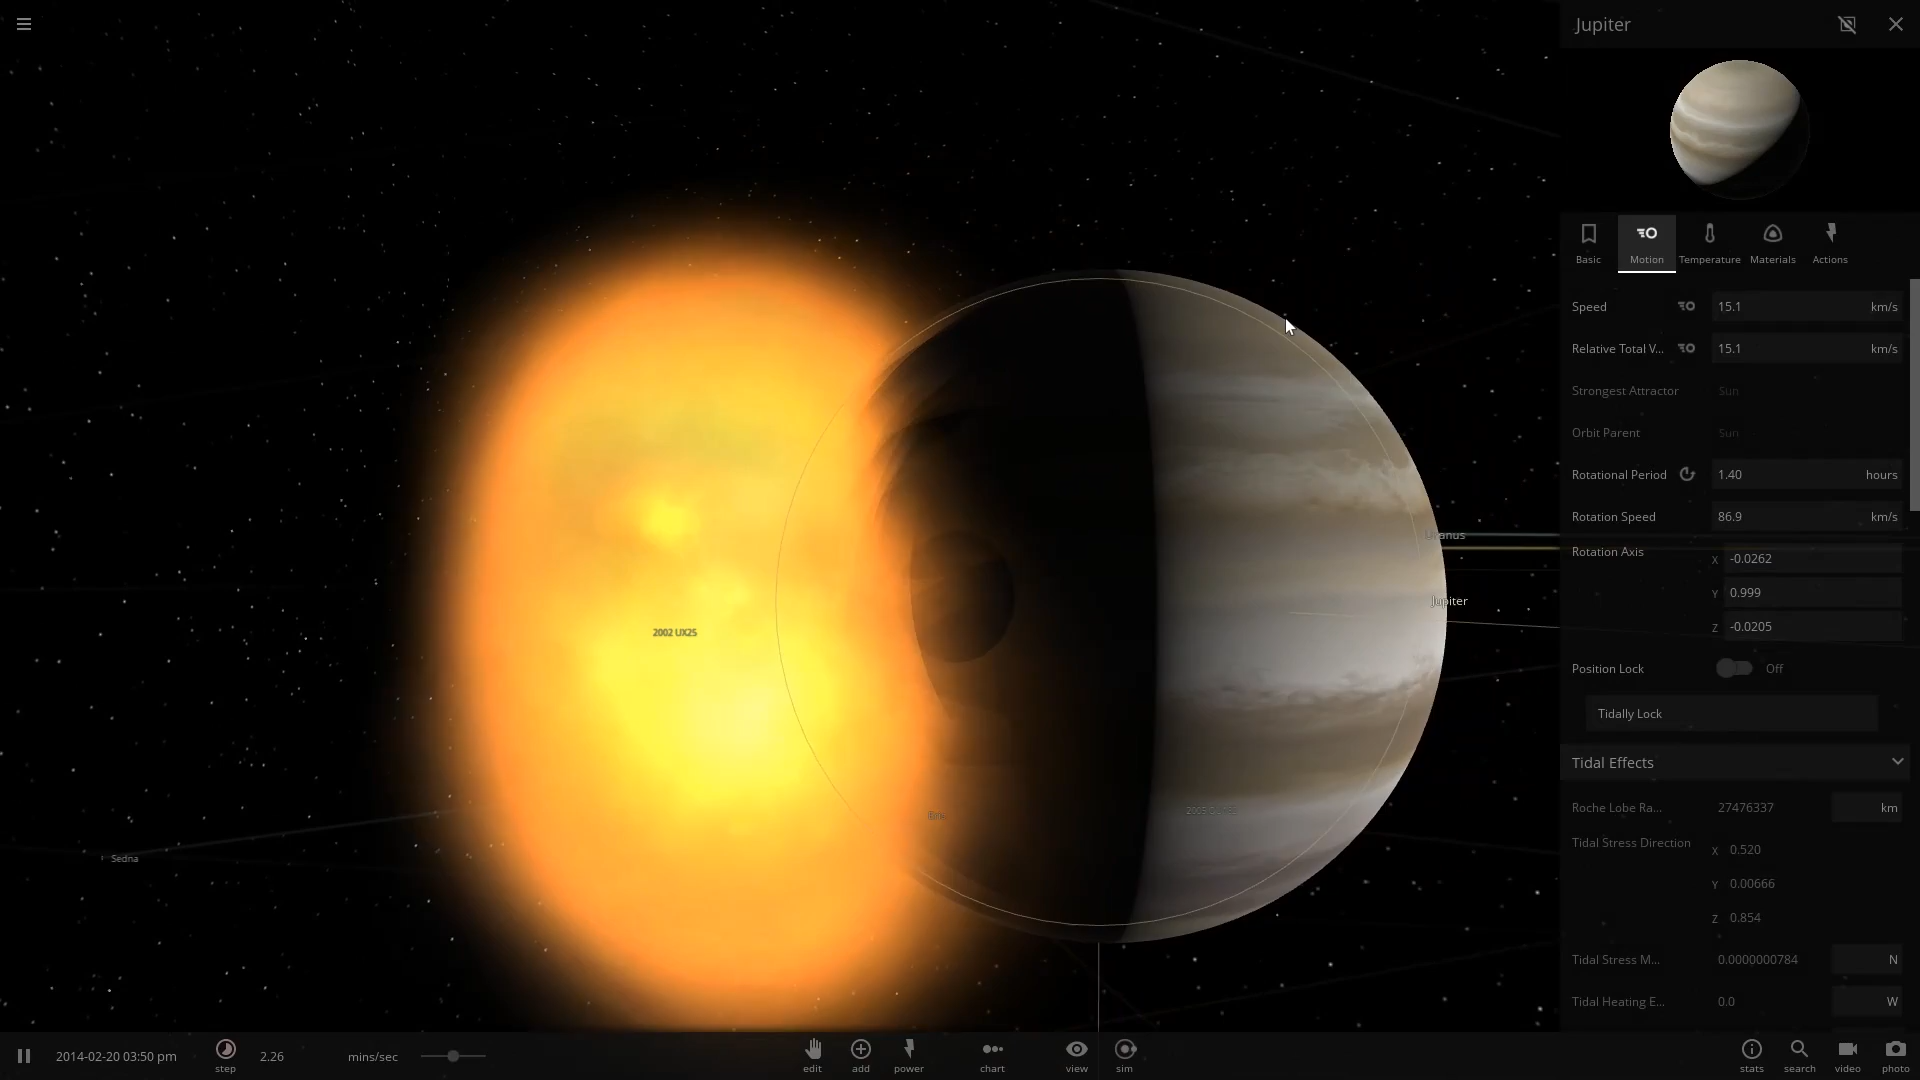 Jupiter
Basic Motion Temperature Materials Actions
Speed 15.1 km/s
Relative Total V... 15.1 km/s
Strongest Attractor Sun
Orbit Parent Sun
Rotational Period 1.40 hours
Rotation Speed 86.9 km/s
Rotation Axis X -0.0262
Y 0.999
Z -0.0205
Position Lock Off
Tidally Lock
Tidal Effects
Roche Lobe Ra... 27476337 km
Tidal Stress Direction X 0.520
Y 0.00666
Z 0.854
Tidal Stress M... 0.0000000784 N
Tidal Heating E... 0.0 W
Jupiter
2002 UX25
Sedna
2014-02-20 03:50 pm step 2.26 mins/sec edit add power chart view sim stats search video photo